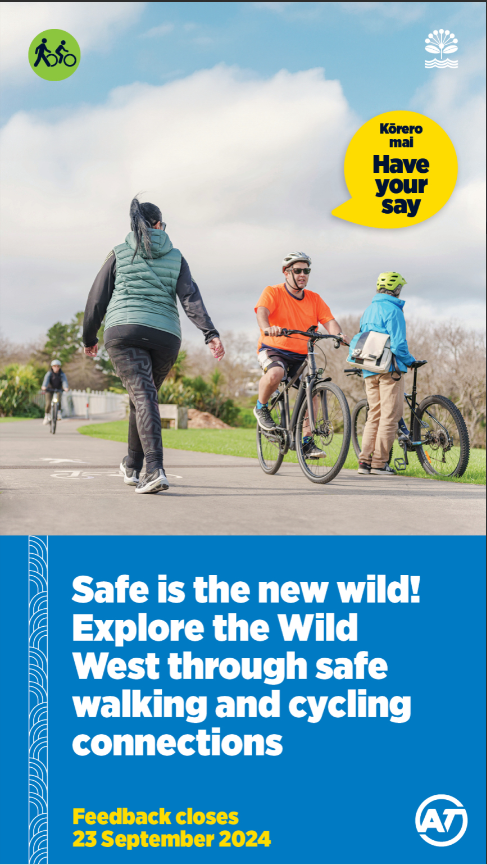 Kōrero
mai
Have
your
say
Safe is the new wild!
Explore the Wild
West through safe
walking and cycling
connections
Feedback closes
23 September 2024
AT